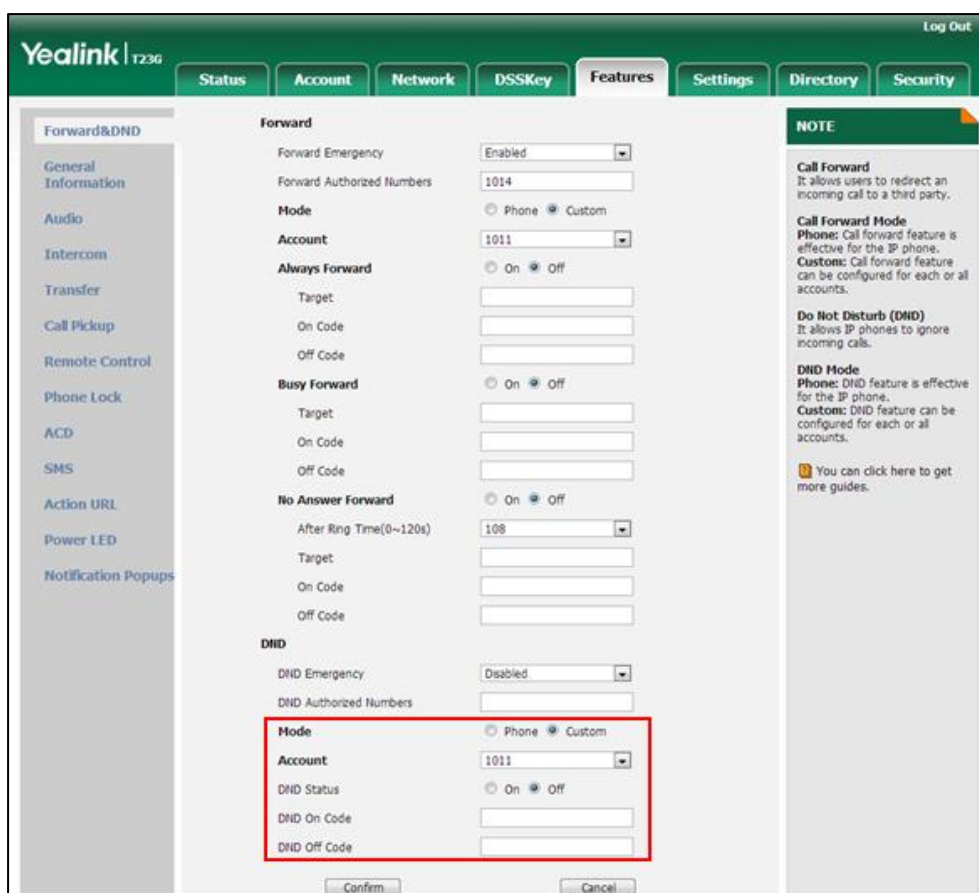 Log Out
Yealink T23G
Status Account Network DSSKey Features Settings Directory Security
Forward&DND
General
Information
Audio
Intercom
Transfer
Call Pickup
Remote Control
Phone Lock
ACD
SMS
Action URL
Power LED
Notification Popups
Forward
Forward Emergency Enabled
Forward Authorized Numbers 1014
Mode Phone Custom
Account 1011
Always Forward On Off
Target
On Code
Off Code
Busy Forward On Off
Target
On Code
Off Code
No Answer Forward On Off
After Ring Time(0~120s) 108
Target
On Code
Off Code
DND
DND Emergency Disabled
DND Authorized Numbers
Mode Phone Custom
Account 1011
DND Status On Off
DND On Code
DND Off Code
Confirm Cancel
NOTE
Call Forward
It allows users to redirect an
incoming call to a third party.
Call Forward Mode
Phone: Call forward feature is
effective for the IP phone.
Custom: Call forward feature
can be configured for each or all
accounts.
Do Not Disturb (DND)
It allows IP phones to ignore
incoming calls.
DND Mode
Phone: DND feature is effective
for the IP phone.
Custom: DND feature can be
configured for each or all
accounts.
You can click here to get
more guides.